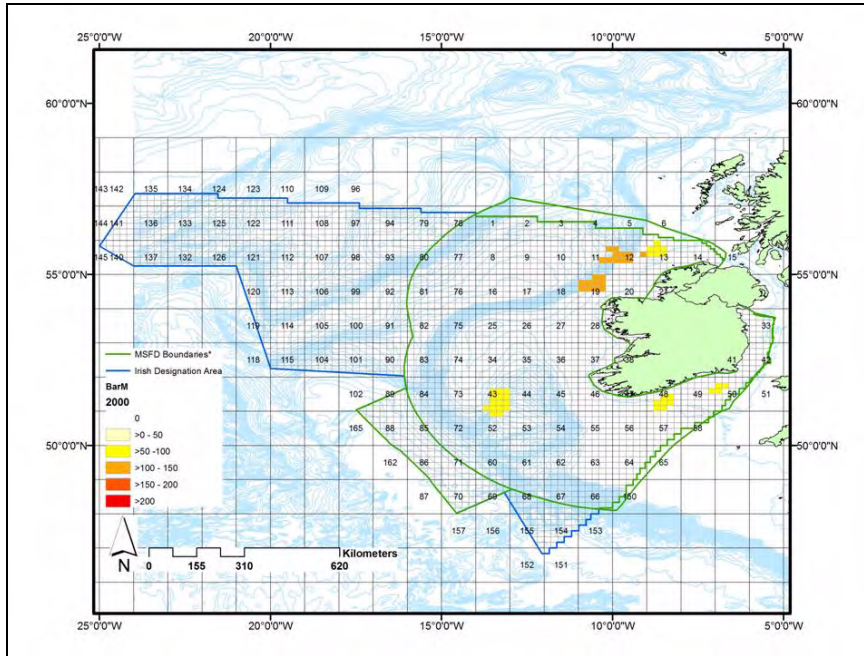 25°0'0"W 20°0'0"W 15°0'0"W 10°0'0"W 5°0'0"W
60°0'0"N 60°0'0"N
143 142 135 134 124 123 110 109 96
144 141 136 133 125 122 111 108 97 94 79 78 1 2 3 4 5 6
145 140 137 132 126 121 112 107 98 93 80 77 8 9 10 11 12 13 14 15
55°0'0"N 55°0'0"N
120 113 106 99 92 81 76 16 17 18 19 20
119 114 105 100 91 82 75 25 26 27 28 33
118 115 104 101 90 83 74 34 35 36 37 38 41 42
MSFD Boundaries*
Irish Designation Area
BarM
2000
0
>0 - 50
>50 -100
>100 - 150
>150 - 200
>200
102 89 84 73 43 44 45 46 48 49 50 51
165 88 85 72 52 53 54 55 56 57 58
50°0'0"N 50°0'0"N
162 86 71 60 61 62 63 64 65
87 70 69 68 67 66 160
157 156 155 154 153
152 151
N
Kilometers
0 155 310 620
25°0'0"W 20°0'0"W 15°0'0"W 10°0'0"W 5°0'0"W